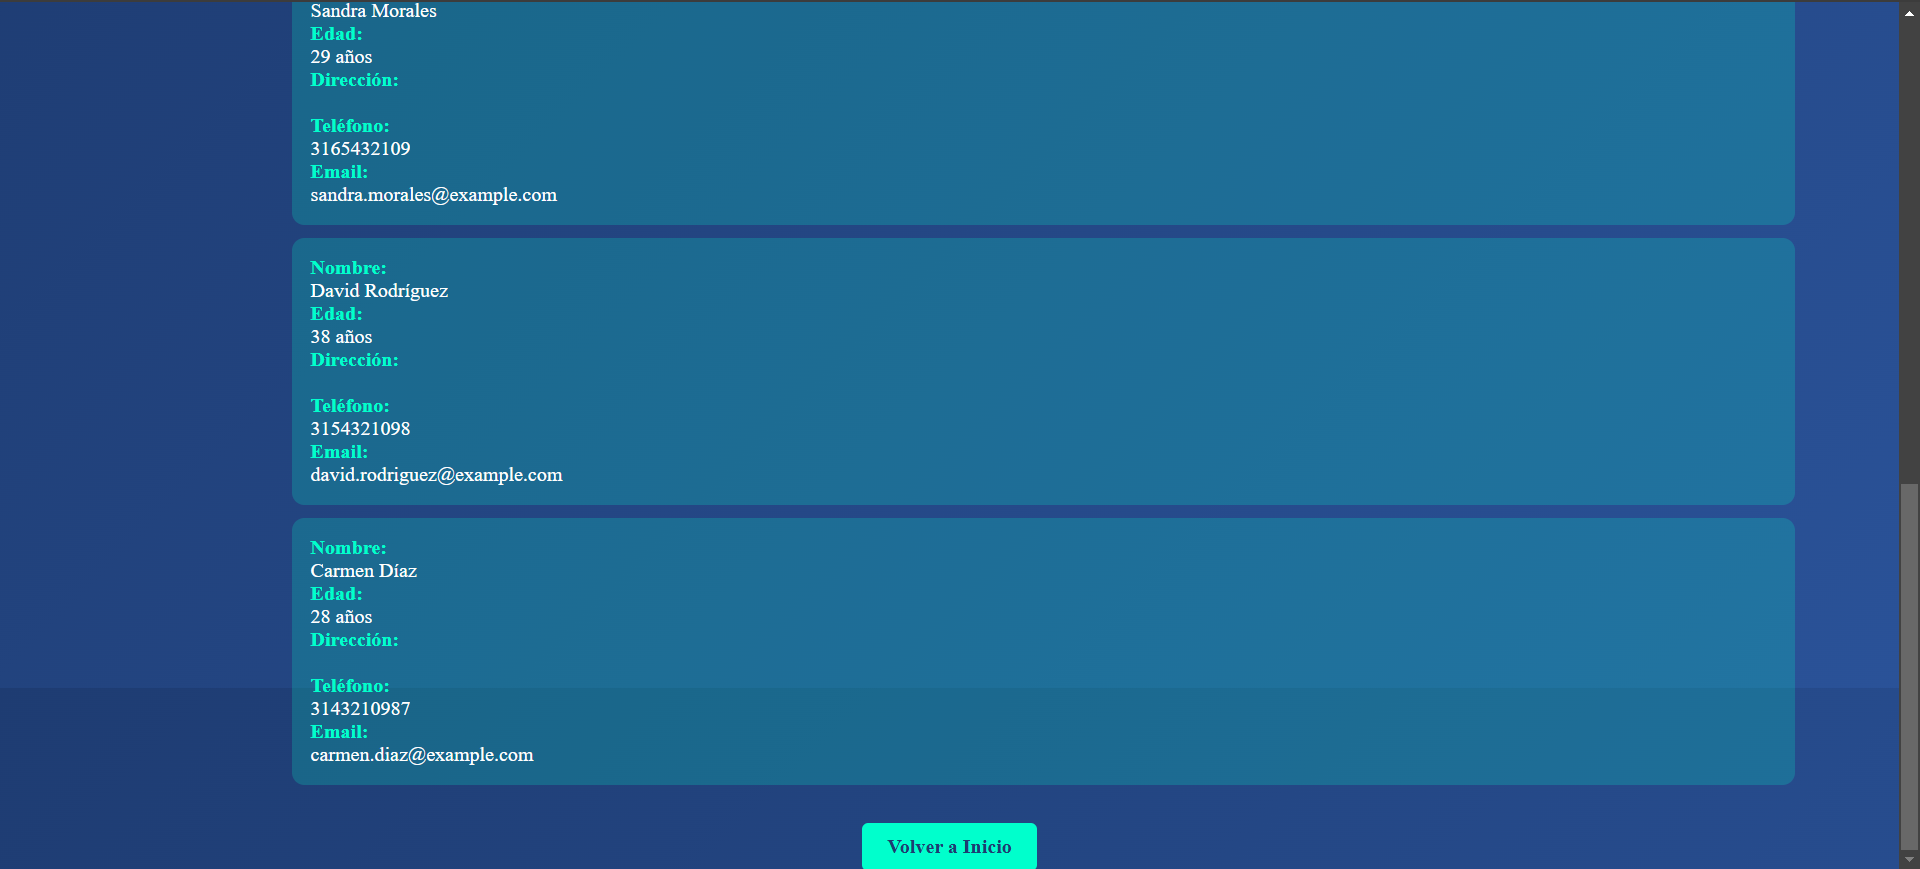 Sandra Morales
Edad:
29 años
Dirección:
Teléfono:
3165432109
Email:
sandra.morales@example.com
Nombre:
David Rodríguez
Edad:
38 años
Dirección:
Teléfono:
3154321098
Email:
david.rodriguez@example.com
Nombre:
Carmen Díaz
Edad:
28 años
Dirección:
Teléfono:
3143210987
Email:
carmen.diaz@example.com
Volver a Inicio